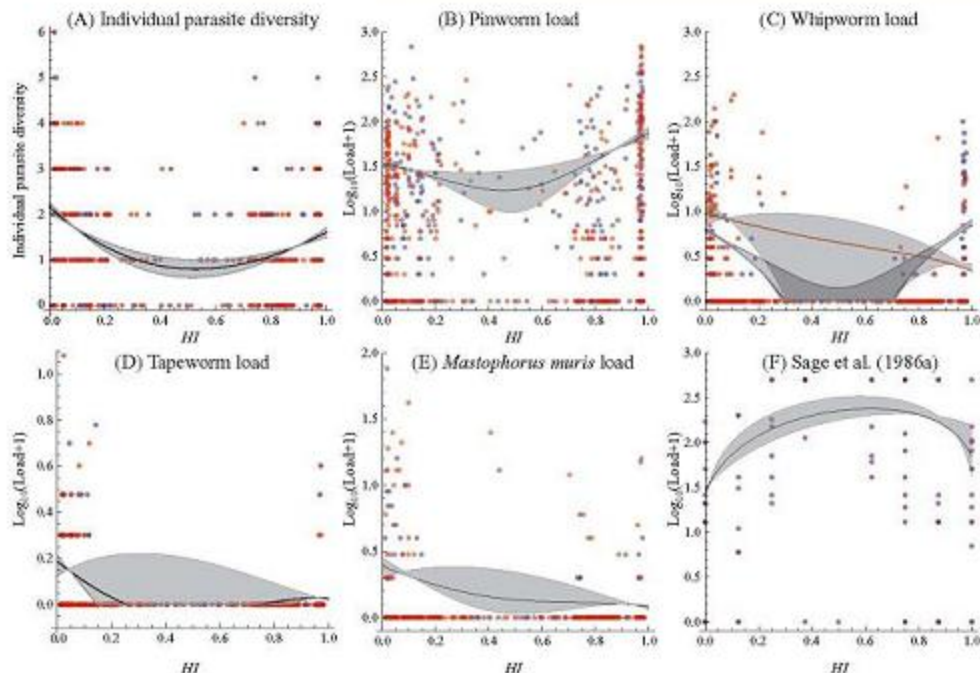 (A) Individual parasite diversity
Individual parasite diversity
6
5
4
3
2
1
0
0.0 0.2 0.4 0.6 0.8 1.0
HI
(B) Pinworm load
Log₁₀(Load+1)
3.0
2.5
2.0
1.5
1.0
0.5
0.0
0.0 0.2 0.4 0.6 0.8 1.0
HI
(C) Whipworm load
Log₁₀(Load+1)
3.0
2.5
2.0
1.5
1.0
0.5
0.0
0.0 0.2 0.4 0.6 0.8 1.0
HI
(D) Tapeworm load
Log₁₀(Load+1)
1.0
0.8
0.6
0.4
0.2
0.0
0.0 0.2 0.4 0.6 0.8 1.0
HI
(E) Mastophorus muris load
Log₁₀(Load+1)
2.0
1.5
1.0
0.5
0.0
0.0 0.2 0.4 0.6 0.8 1.0
HI
(F) Sage et al. (1986a)
Log₁₀(Load+1)
3.0
2.5
2.0
1.5
1.0
0.5
0.0
0.0 0.2 0.4 0.6 0.8 1.0
HI